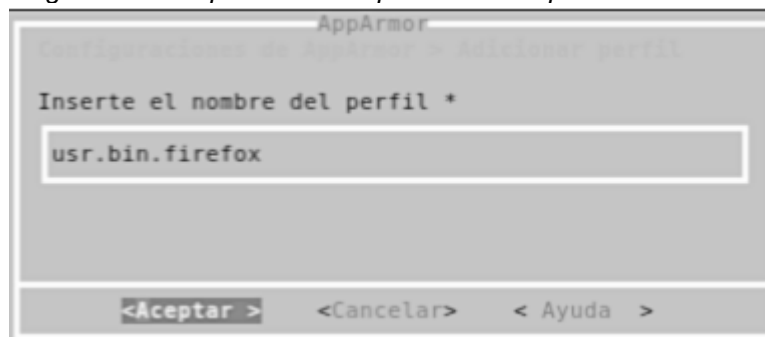 AppArmor
Configuraciones de AppArmor > Adicionar perfil
Inserte el nombre del perfil *
usr.bin.firefox
<Aceptar >
<Cancelar>
< Ayuda >